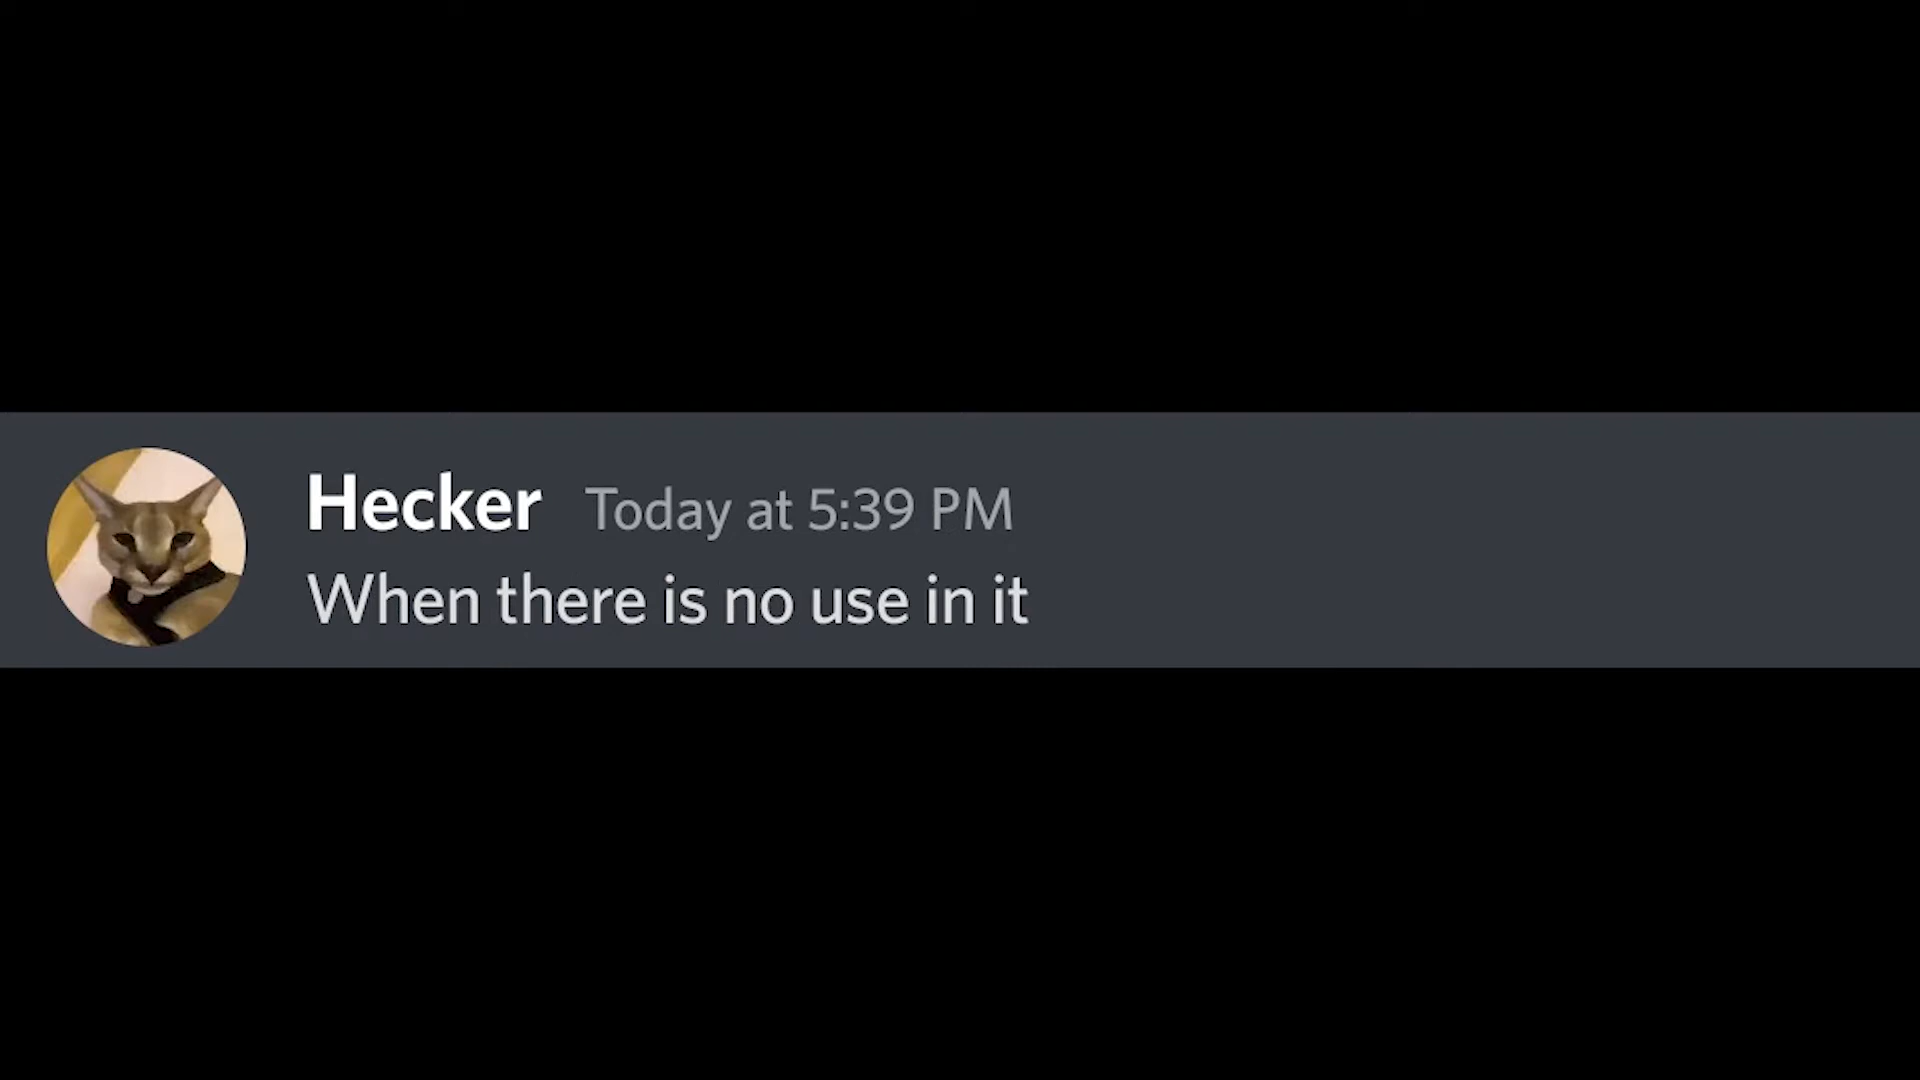 Hecker Today at 5:39 PM
When there is no use in it